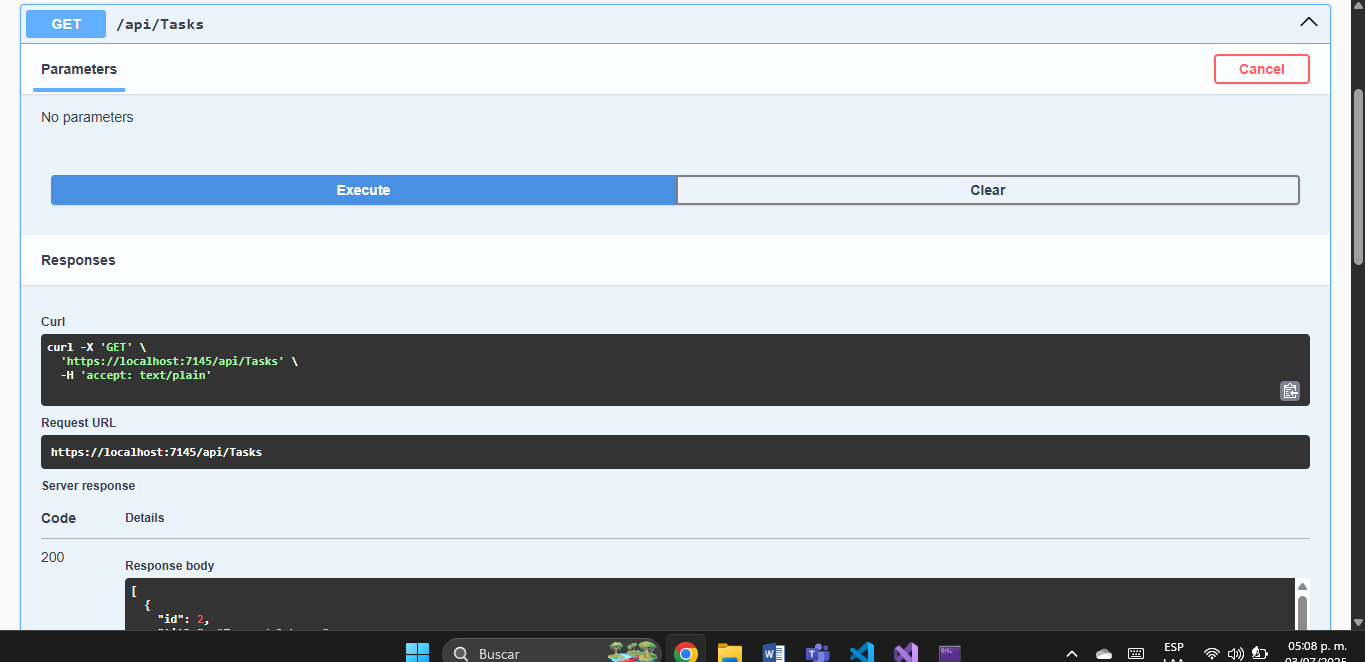 GET /api/Tasks
Parameters
Cancel
No parameters
Execute
Clear
Responses
Curl
curl -X 'GET' \
'https://localhost:7145/api/Tasks' \
-H 'accept: text/plain'
Request URL
https://localhost:7145/api/Tasks
Server response
Code Details
200
Response body
[
{
"id": 2,
Buscar
ESP
05:08 p. m.
LAA
03/07/2025